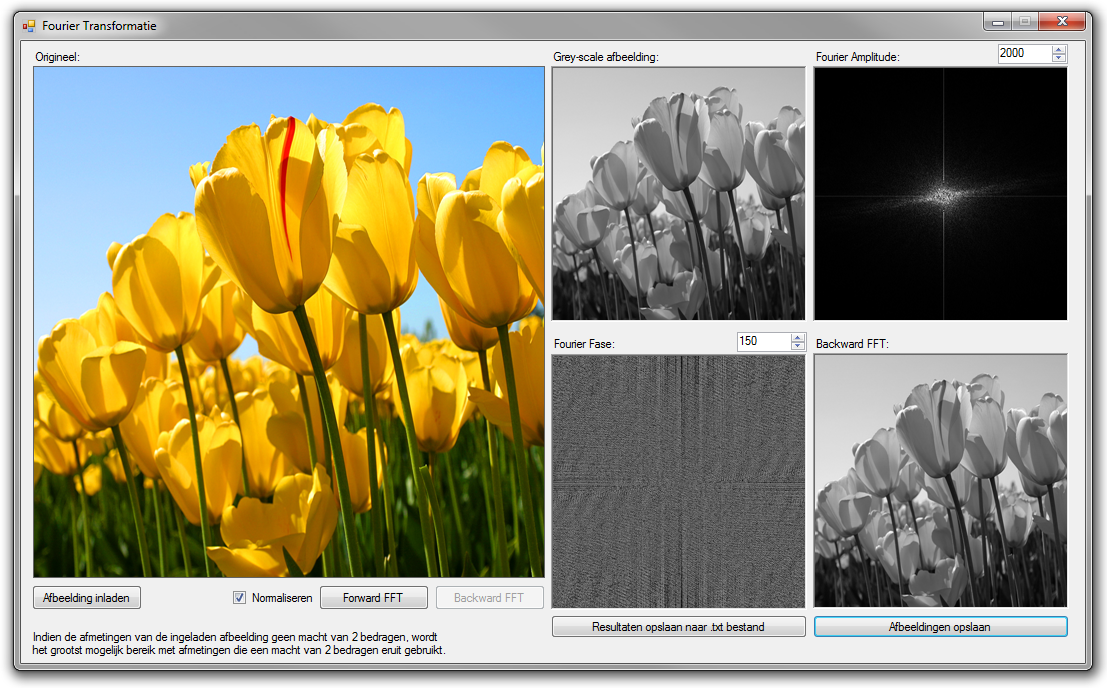 Fourier Transformatie
Origineel:
Grey-scale afbeelding:
Fourier Amplitude:
2000
Fourier Fase:
150
Backward FFT:
Afbeelding inladen
Normaliseren
Forward FFT
Backward FFT
Resultaten opslaan naar .txt bestand
Afbeeldingen opslaan
Indien de afmetingen van de ingeladen afbeelding geen macht van 2 bedragen, wordt
het grootst mogelijk bereik met afmetingen die een macht van 2 bedragen eruit gebruikt.